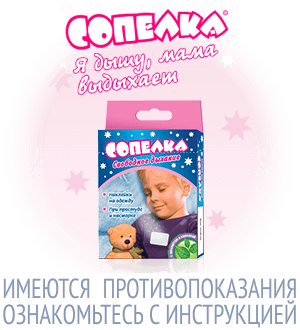 СОПЕЛКА®
Я дышу, мама
выдыхает
СОПЕЛКА
Свободное дыхание
• Наклейки
на одежду
• При простуде
и насморке
ИМЕЮТСЯ ПРОТИВОПОКАЗАНИЯ
ОЗНАКОМЬТЕСЬ С ИНСТРУКЦИЕЙ